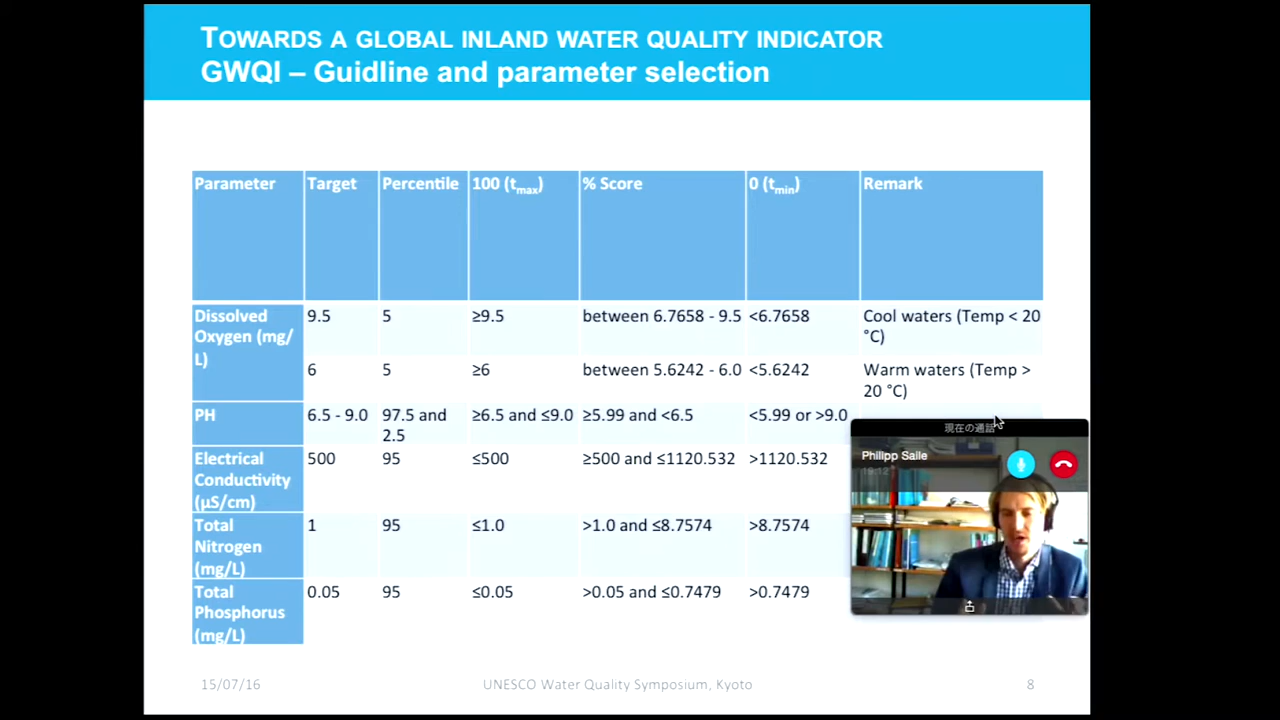 TOWARDS A GLOBAL INLAND WATER QUALITY INDICATOR
GWQI – Guidline and parameter selection
Parameter Target Percentile 100 (tmax) % Score 0 (tmin) Remark
Dissolved Oxygen (mg/L) 9.5 5 ≥9.5 between 6.7658 - 9.5 <6.7658 Cool waters (Temp < 20 °C)
6 5 ≥6 between 5.6242 - 6.0 <5.6242 Warm waters (Temp > 20 °C)
PH 6.5 - 9.0 97.5 and 2.5 ≥6.5 and ≤9.0 ≥5.99 and <6.5 <5.99 or >9.0
Electrical Conductivity (µS/cm) 500 95 ≤500 ≥500 and ≤1120.532 >1120.532
Total Nitrogen (mg/L) 1 95 ≤1.0 >1.0 and ≤8.7574 >8.7574
Total Phosphorus (mg/L) 0.05 95 ≤0.05 >0.05 and ≤0.7479 >0.7479
現在の通話
Philipp Saile
15/07/16 UNESCO Water Quality Symposium, Kyoto 8